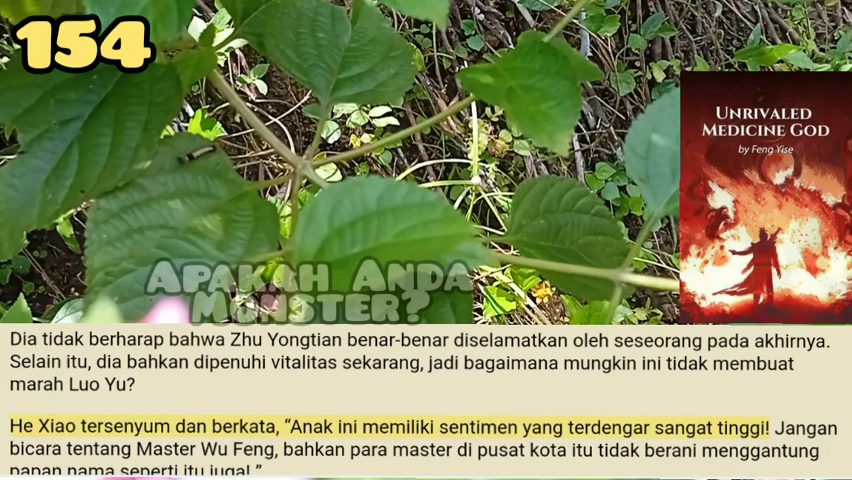 154
UNRIVALED
MEDICINE GOD
by Feng Yise
APAKAH ANDA
MONSTER?
Dia tidak berharap bahwa Zhu Yongtian benar-benar diselamatkan oleh seseorang pada akhirnya.
Selain itu, dia bahkan dipenuhi vitalitas sekarang, jadi bagaimana mungkin ini tidak membuat
marah Luo Yu?
He Xiao tersenyum dan berkata, “Anak ini memiliki sentimen yang terdengar sangat tinggi! Jangan
bicara tentang Master Wu Feng, bahkan para master di pusat kota itu tidak berani menggantung
papan nama seperti itu juga! ”